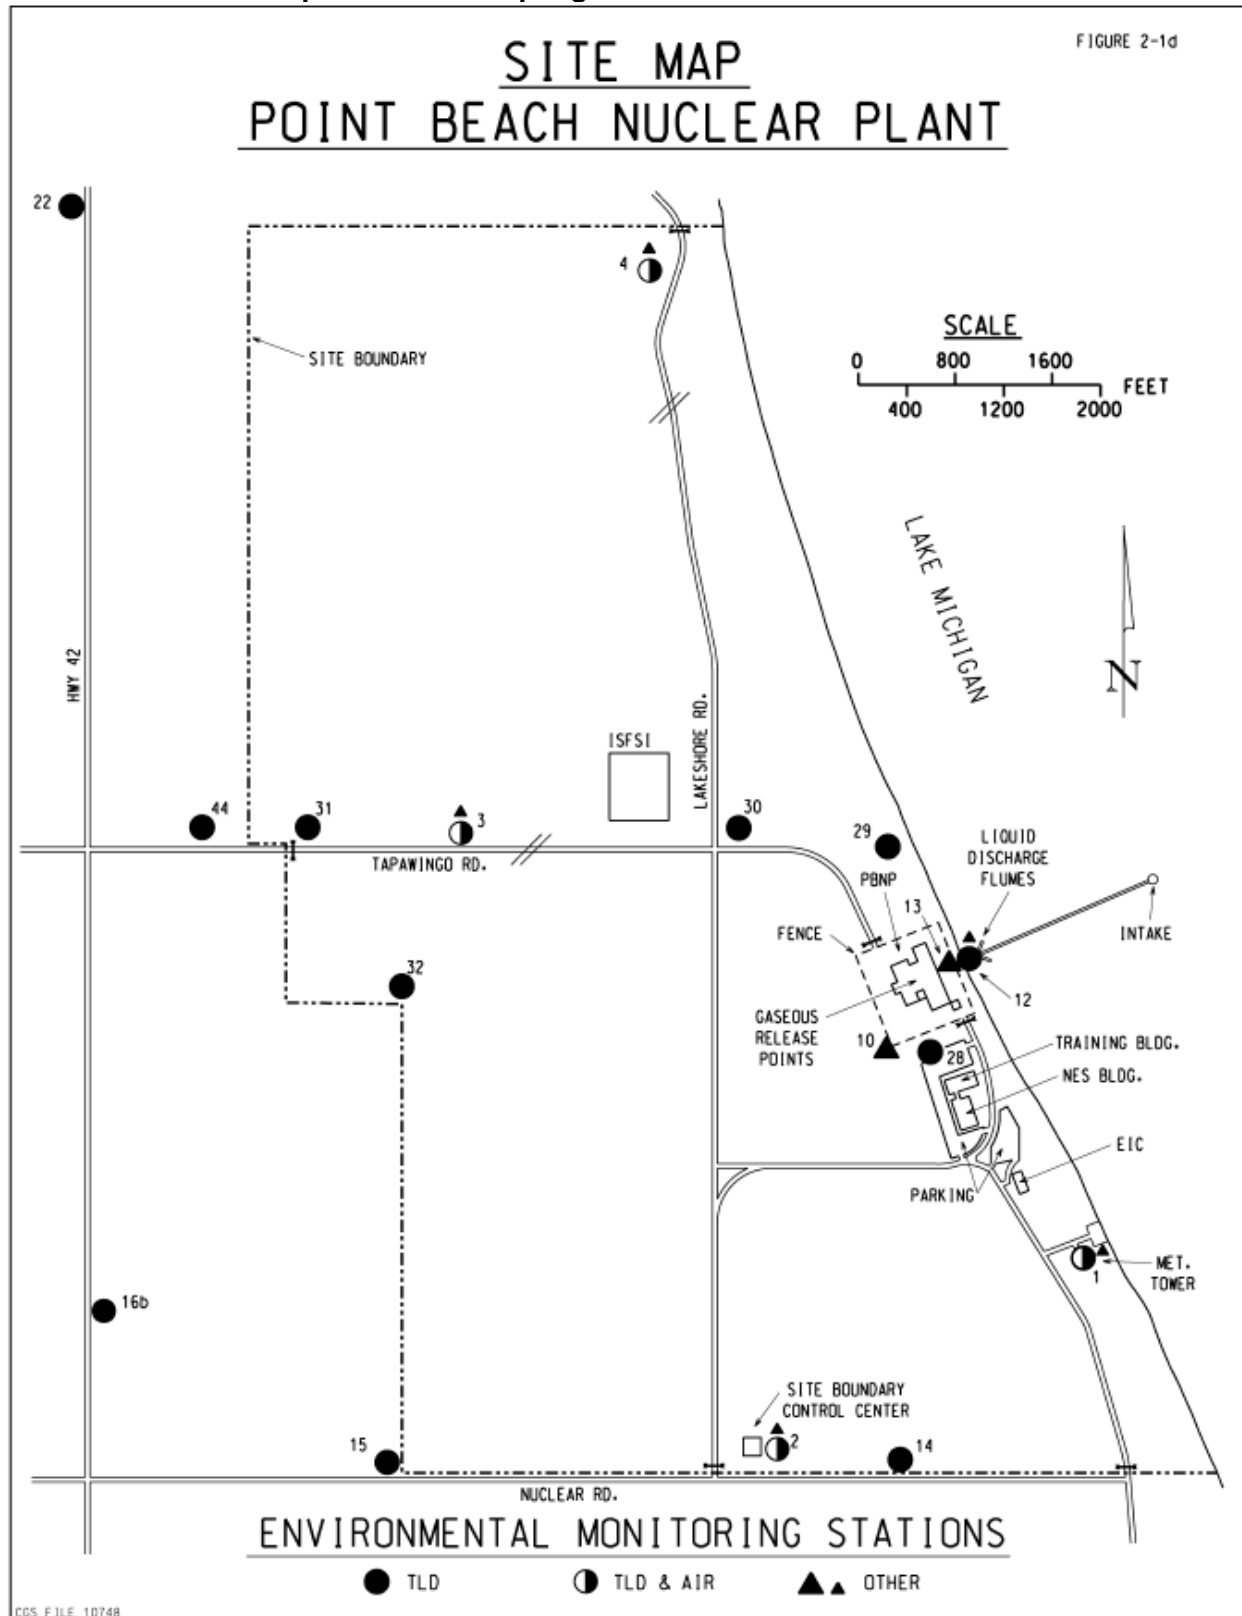 FIGURE 2-1d
SITE MAP
POINT BEACH NUCLEAR PLANT
22
4
SITE BOUNDARY
SCALE
0 800 1600
FEET
400 1200 2000
LAKE MICHIGAN
N
HWY 42
LAKESHORE RD.
ISFSI
44
31
3
30
29
TAPAWINGO RD.
PBNP
LIQUID
DISCHARGE
FLUMES
13
FENCE
INTAKE
32
12
GASEOUS
RELEASE
POINTS
10
28
TRAINING BLDG.
NES BLDG.
EIC
PARKING
1
MET.
TOWER
16b
SITE BOUNDARY
CONTROL CENTER
2
15
14
NUCLEAR RD.
ENVIRONMENTAL MONITORING STATIONS
TLD
TLD & AIR
OTHER
CGS FILE 10748